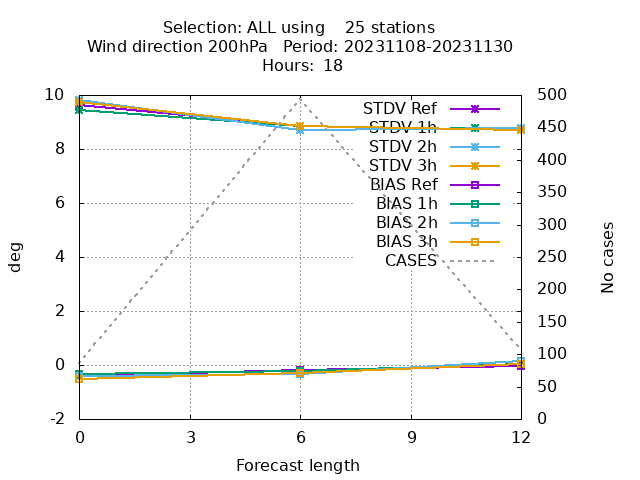 Selection: ALL using    25 stations
Wind direction 200hPa   Period: 20231108-20231130
Hours:  18
STDV Ref
STDV 1h
STDV 2h
STDV 3h
BIAS Ref
BIAS 1h
BIAS 2h
BIAS 3h
CASES
10
8
6
4
2
0
-2
deg
500
450
400
350
300
250
200
150
100
50
0
No cases
0
3
6
9
12
Forecast length